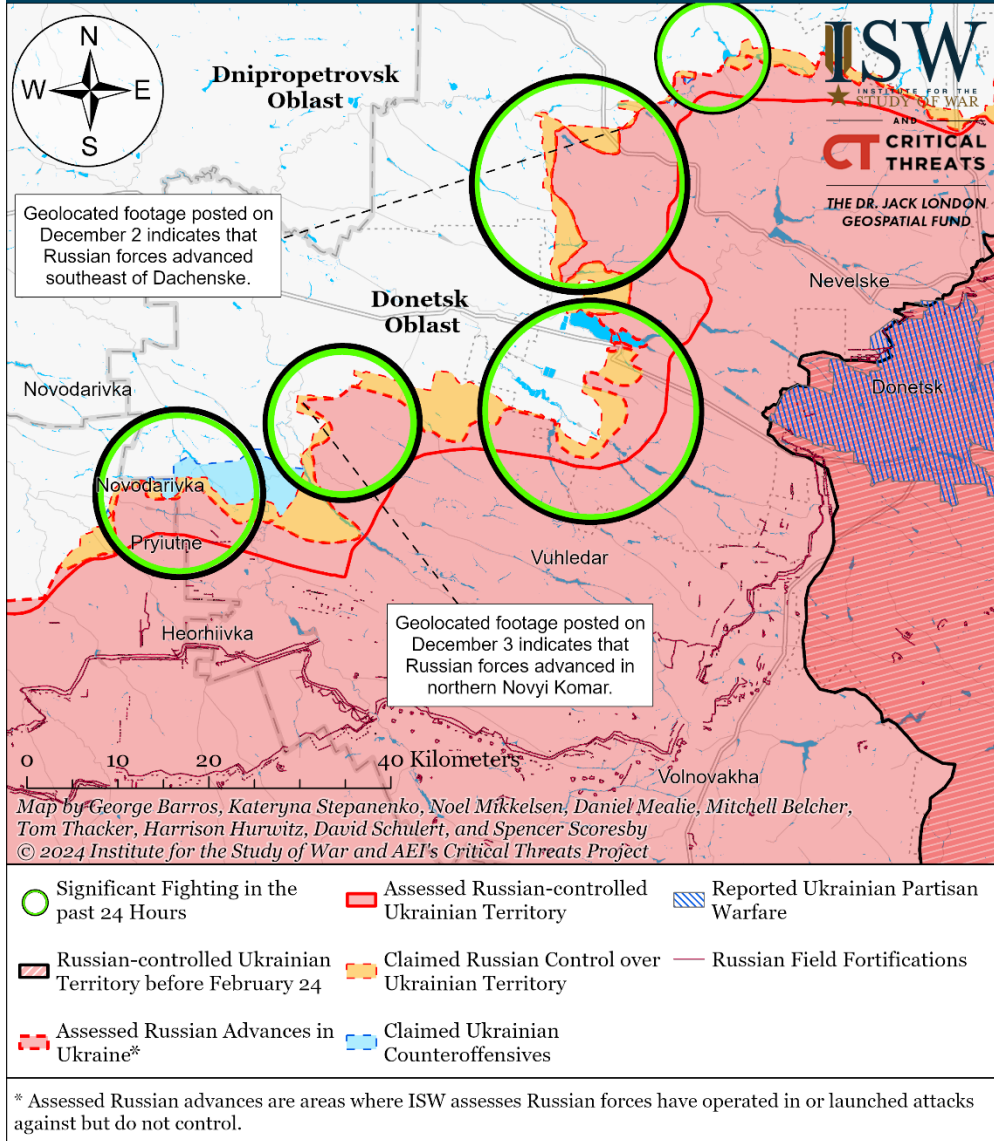 N
W
E
S
Dnipropetrovsk
Oblast
ISW
INSTITUTE FOR THE
STUDY OF WAR
AND
CT CRITICAL
THREATS
THE DR. JACK LONDON
GEOSPATIAL FUND
Geolocated footage posted on
December 2 indicates that
Russian forces advanced
southeast of Dachenske.
Donetsk
Oblast
Nevelske
Donetsk
Novodarivka
Novodarivka
Pryiutne
Vuhledar
Heorhiivka
Geolocated footage posted on
December 3 indicates that
Russian forces advanced in
northern Novyi Komar.
Volnovakha
0 10 20 40 Kilometers
Map by George Barros, Kateryna Stepanenko, Noel Mikkelsen, Daniel Mealie, Mitchell Belcher,
Tom Thacker, Harrison Hurwitz, David Schulert, and Spencer Scoresby
© 2024 Institute for the Study of War and AEI's Critical Threats Project
Significant Fighting in the
past 24 Hours
Assessed Russian-controlled
Ukrainian Territory
Reported Ukrainian Partisan
Warfare
Russian-controlled Ukrainian
Territory before February 24
Claimed Russian Control over
Ukrainian Territory
Russian Field Fortifications
Assessed Russian Advances in
Ukraine*
Claimed Ukrainian
Counteroffensives
* Assessed Russian advances are areas where ISW assesses Russian forces have operated in or launched attacks
against but do not control.